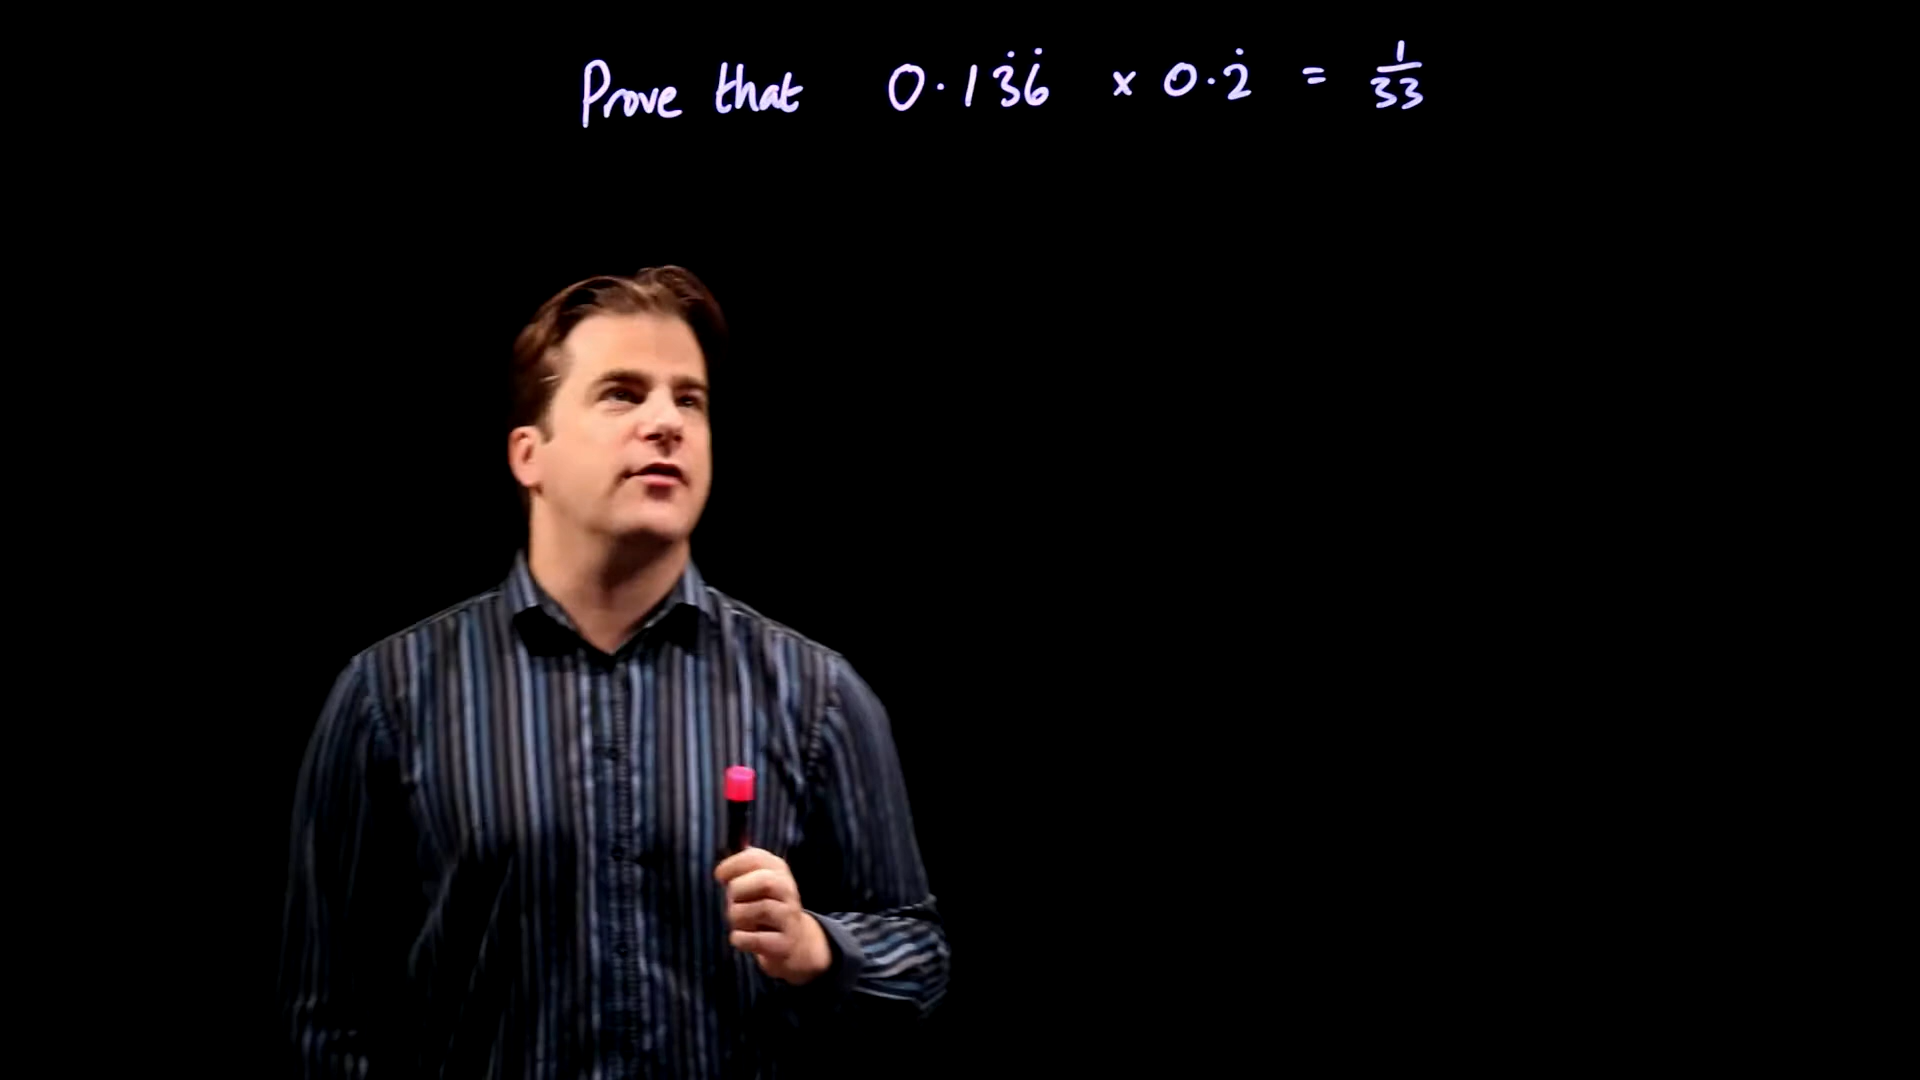 Prove that 0.13̇6̇ × 0.2̇ = 1/33